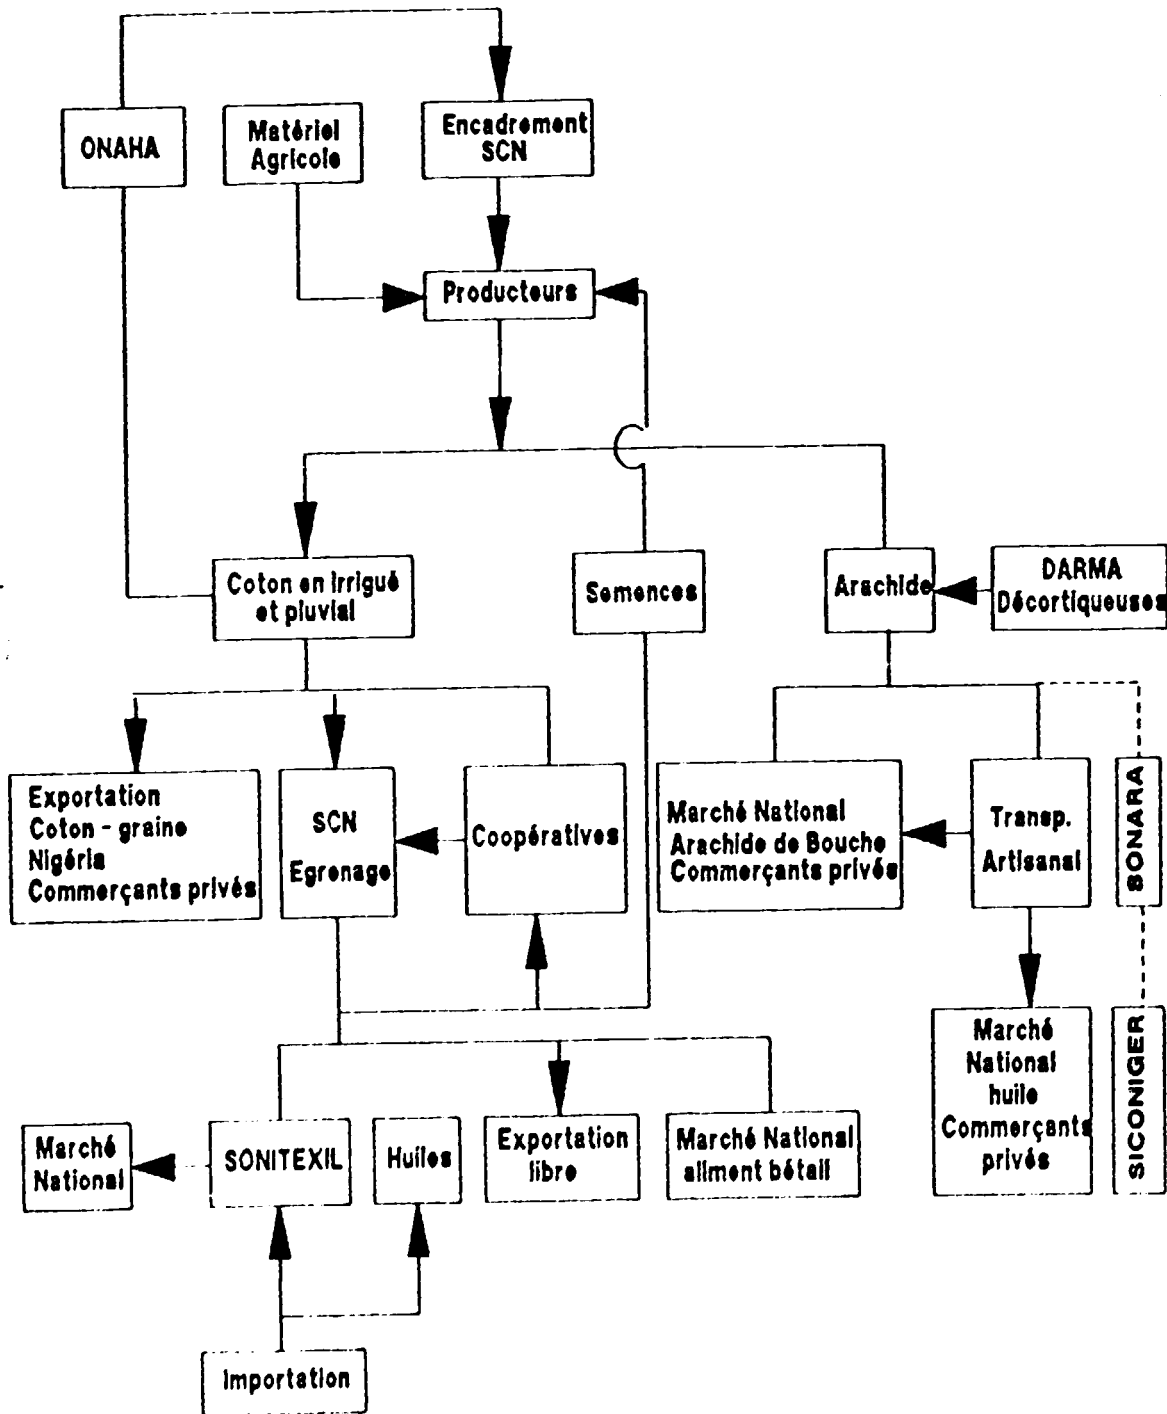 ONAHA
Matériel
Agricole
Encadrement
SCN
Producteurs
Coton en irrigué
et pluvial
Semences
Arachide
DARMA
Décortiqueuses
Exportation
Coton - graine
Nigéria
Commerçants privés
SCN
Egrenage
Coopératives
Marché National
Arachide de Bouche
Commerçants privés
Transp.
Artisanal
SONARA
Marché
National
huile
Commerçants
privés
SICONIGER
Marché
National
SONITEXIL
Huiles
Exportation
libre
Marché National
aliment bétail
Importation